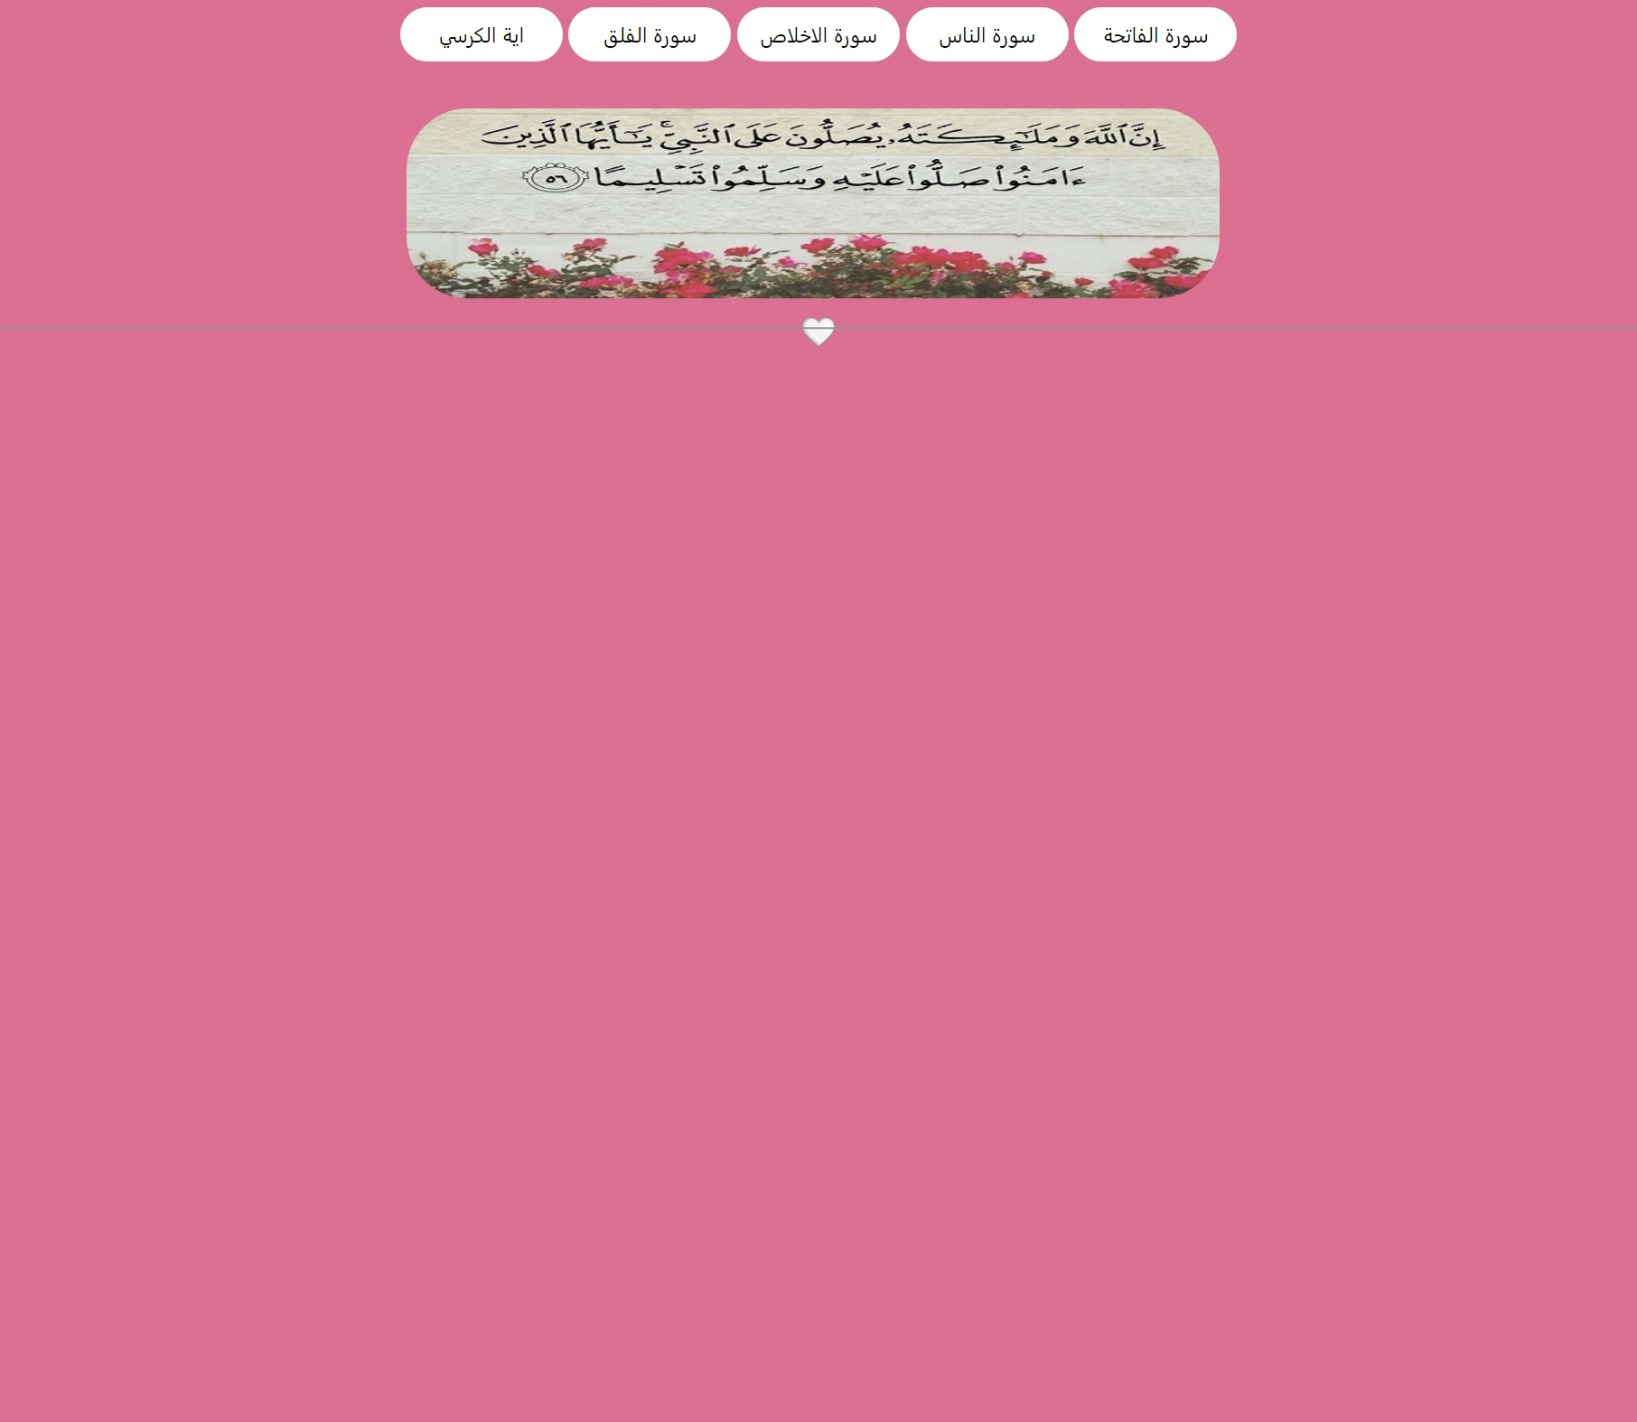 سورة الفاتحة
سورة الناس
سورة الاخلاص
سورة الفلق
اية الكرسي
إِنَّ ٱللَّهَ وَمَلَـٰٓئِكَتَهُۥ يُصَلُّونَ عَلَى ٱلنَّبِىِّ ۚ يَـٰٓأَيُّهَا ٱلَّذِينَ
ءَامَنُوا۟ صَلُّوا۟ عَلَيْهِ وَسَلِّمُوا۟ تَسْلِيمًا ٥٦